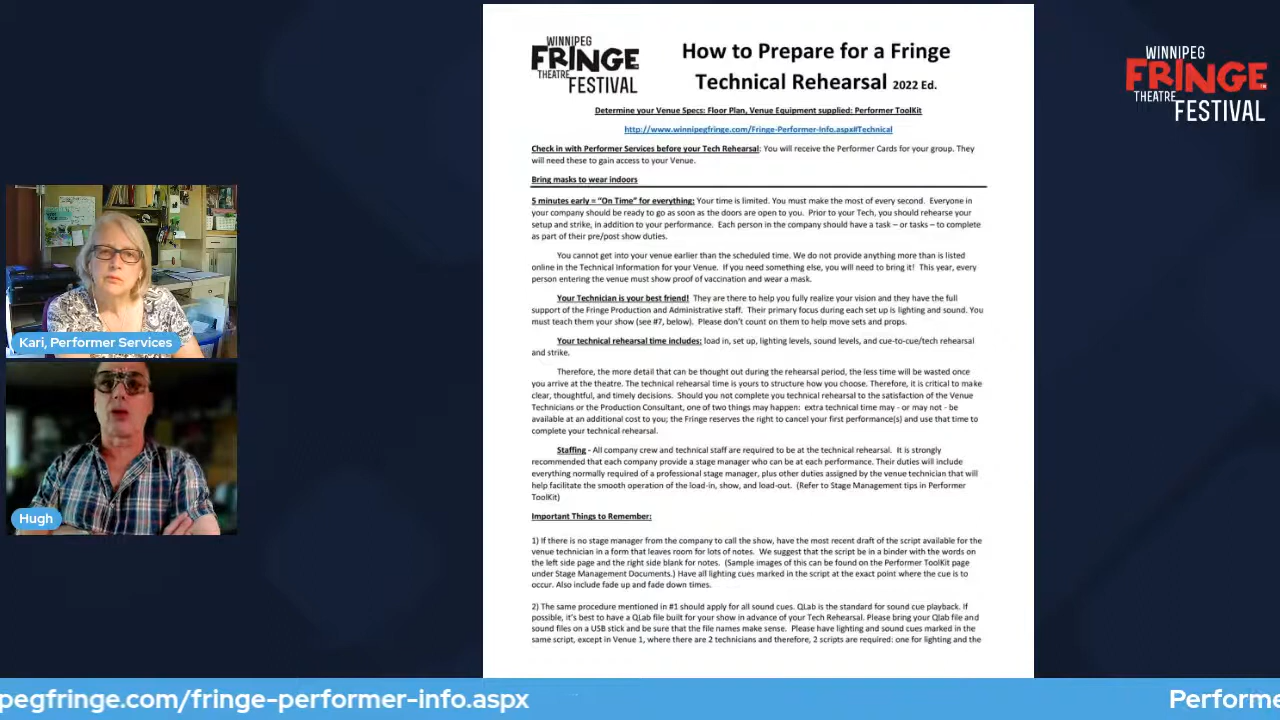 WINNIPEG
FRINGE
THEATRE
FESTIVAL
How to Prepare for a Fringe
Technical Rehearsal 2022 Ed.
Determine your Venue Specs: Floor Plan, Venue Equipment supplied: Performer ToolKit
http://www.winnipegfringe.com/Fringe-Performer-Info.aspx#Technical
Check in with Performer Services before your Tech Rehearsal: You will receive the Performer Cards for your group. They
will need these to gain access to your Venue.
Bring masks to wear indoors
5 minutes early = “On Time” for everything: Your time is limited. You must make the most of every second. Everyone in
your company should be ready to go as soon as the doors are open to you. Prior to your Tech, you should rehearse your
setup and strike, in addition to your performance. Each person in the company should have a task – or tasks – to complete
as part of their pre/post show duties.
You cannot get into your venue earlier than the scheduled time. We do not provide anything more than is listed
online in the Technical Information for your Venue. If you need something else, you will need to bring it! This year, every
person entering the venue must show proof of vaccination and wear a mask.
Your Technician is your best friend! They are there to help you fully realize your vision and they have the full
support of the Fringe Production and Administrative staff. Their primary focus during each set up is lighting and sound. You
must teach them your show (see #7, below). Please don’t count on them to help move sets and props.
Your technical rehearsal time includes: load in, set up, lighting levels, sound levels, and cue-to-cue/tech rehearsal
and strike.
Therefore, the more detail that can be thought out during the rehearsal period, the less time will be wasted once
you arrive at the theatre. The technical rehearsal time is yours to structure how you choose. Therefore, it is critical to make
clear, thoughtful, and timely decisions. Should you not complete you technical rehearsal to the satisfaction of the Venue
Technicians or the Production Consultant, one of two things may happen: extra technical time may - or may not - be
available at an additional cost to you; the Fringe reserves the right to cancel your first performance(s) and use that time to
complete your technical rehearsal.
Staffing - All company crew and technical staff are required to be at the technical rehearsal. It is strongly
recommended that each company provide a stage manager who can be at each performance. Their duties will include
everything normally required of a professional stage manager, plus other duties assigned by the venue technician that will
help facilitate the smooth operation of the load-in, show, and load-out. (Refer to Stage Management tips in Performer
ToolKit)
Important Things to Remember:
1) If there is no stage manager from the company to call the show, have the most recent draft of the script available for the
venue technician in a form that leaves room for lots of notes. We suggest that the script be in a binder with the words on
the left side page and the right side blank for notes. (Sample images of this can be found on the Performer ToolKit page
under Stage Management Documents.) Have all lighting cues marked in the script at the exact point where the cue is to
occur. Also include fade up and fade down times.
2) The same procedure mentioned in #1 should apply for all sound cues. QLab is the standard for sound cue playback. If
possible, it’s best to have a QLab file built for your show in advance of your Tech Rehearsal. Please bring your Qlab file and
sound files on a USB stick and be sure that the file names make sense. Please have lighting and sound cues marked in the
same script, except in Venue 1, where there are 2 technicians and therefore, 2 scripts are required: one for lighting and the
WINNIPEG
FRINGE
THEATRE
FESTIVAL
Kari, Performer Services
Hugh
pegfringe.com/fringe-performer-info.aspx
Performe